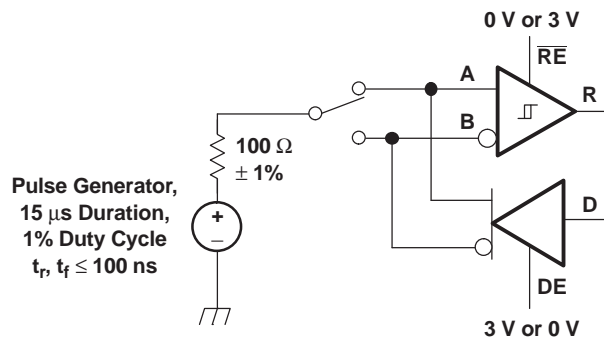 0 V or 3 V
RE
A
R
B
100 Ω
± 1%
Pulse Generator,
15 μs Duration,
1% Duty Cycle
tr, tf ≤ 100 ns
+
–
D
DE
3 V or 0 V